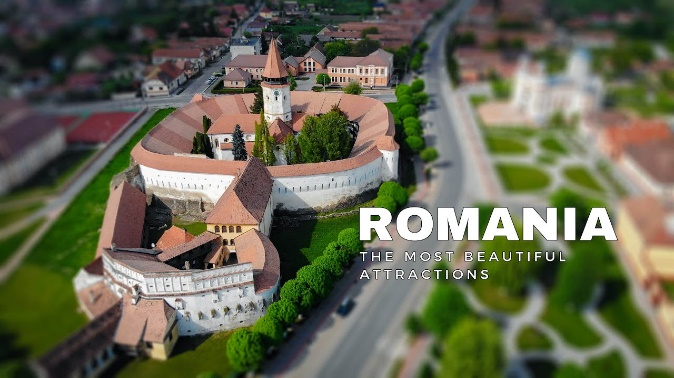 ROMANIA
THE MOST BEAUTIFUL
ATTRACTIONS